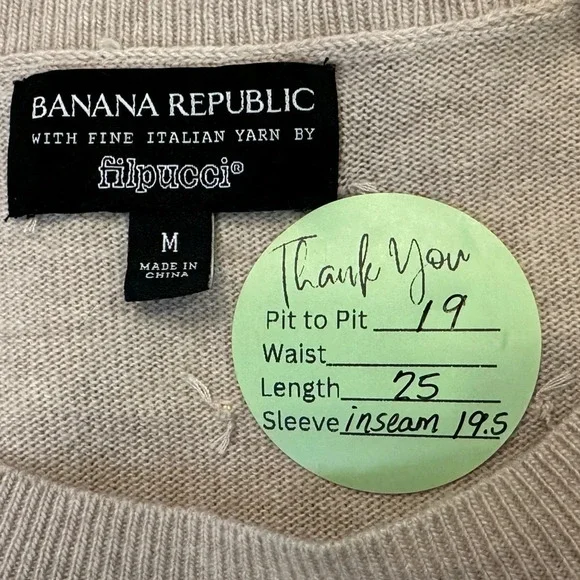 BANANA REPUBLIC
WITH FINE ITALIAN YARN BY
filpucci®
M
MADE IN
CHINA
Thank You
Pit to Pit 19
Waist
Length 25
Sleeve inseam 19.5